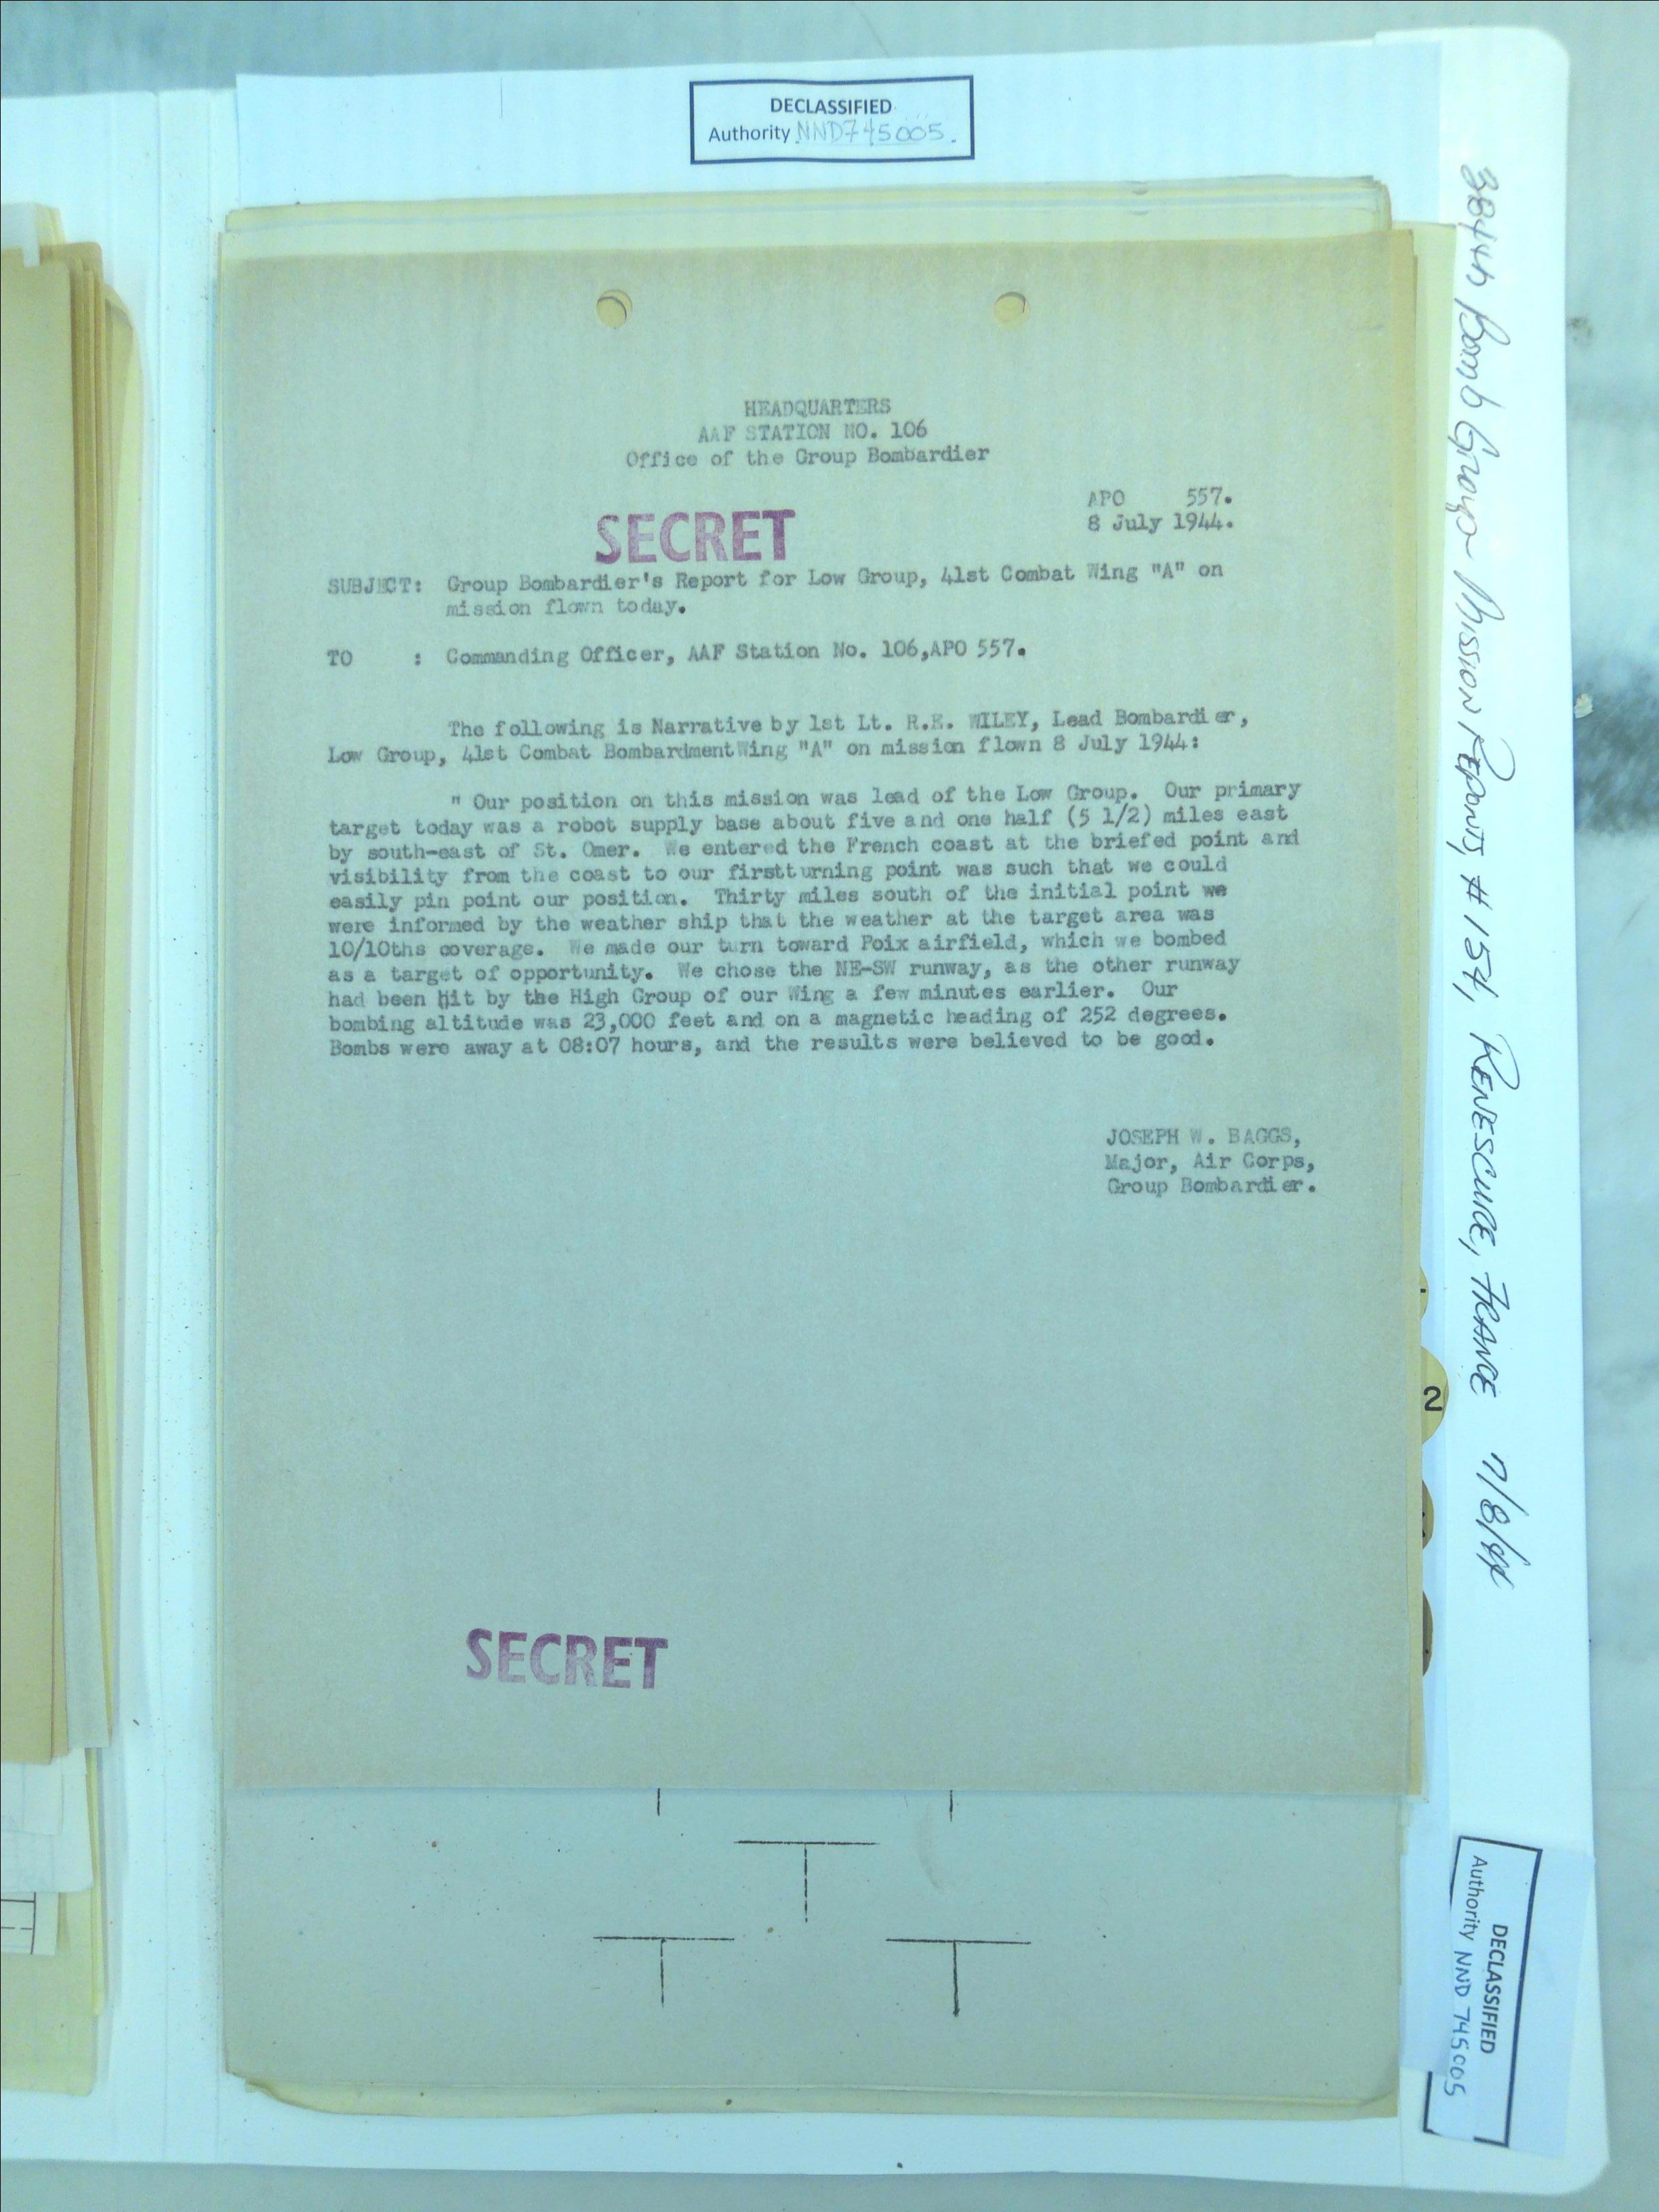 DECLASSIFIED
Authority NND745005.
HEADQUARTERS
AAF STATION NO. 106
Office of the Group Bombardier
APO 557.
8 July 1944.
SECRET
SUBJECT: Group Bombardier's Report for Low Group, 41st Combat Wing "A" on
mission flown today.
TO : Commanding Officer, AAF Station No. 106,APO 557.
The following is Narrative by 1st Lt. R.E. WILEY, Lead Bombardier,
Low Group, 41st Combat BombardmentWing "A" on mission flown 8 July 1944:
" Our position on this mission was lead of the Low Group. Our primary
target today was a robot supply base about five and one half (5 1/2) miles east
by south-east of St. Omer. We entered the French coast at the briefed point and
visibility from the coast to our firstturning point was such that we could
easily pin point our position. Thirty miles south of the initial point we
were informed by the weather ship that the weather at the target area was
10/10ths coverage. We made our turn toward Poix airfield, which we bombed
as a target of opportunity. We chose the NE-SW runway, as the other runway
had been hit by the High Group of our Wing a few minutes earlier. Our
bombing altitude was 23,000 feet and on a magnetic heading of 252 degrees.
Bombs were away at 08:07 hours, and the results were believed to be good.
JOSEPH W. BAGGS,
Major, Air Corps,
Group Bombardier.
SECRET
384th Bomb Group Mission Reports, #154, RENESCURE, FRANCE 7/8/44
2
DECLASSIFIED
Authority NND 745005